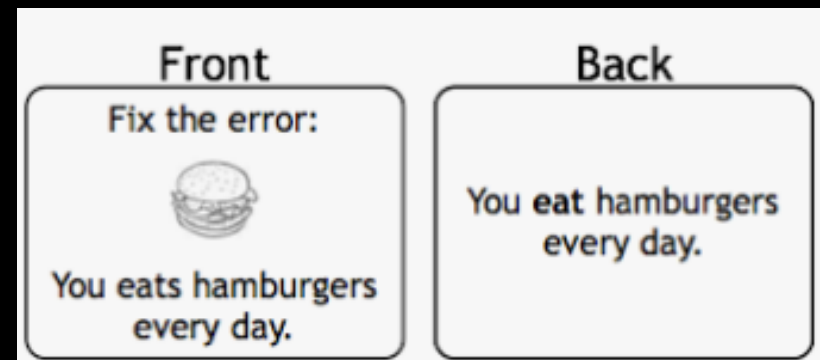 Front
Fix the error:
You eats hamburgers
every day.
Back
You eat hamburgers
every day.